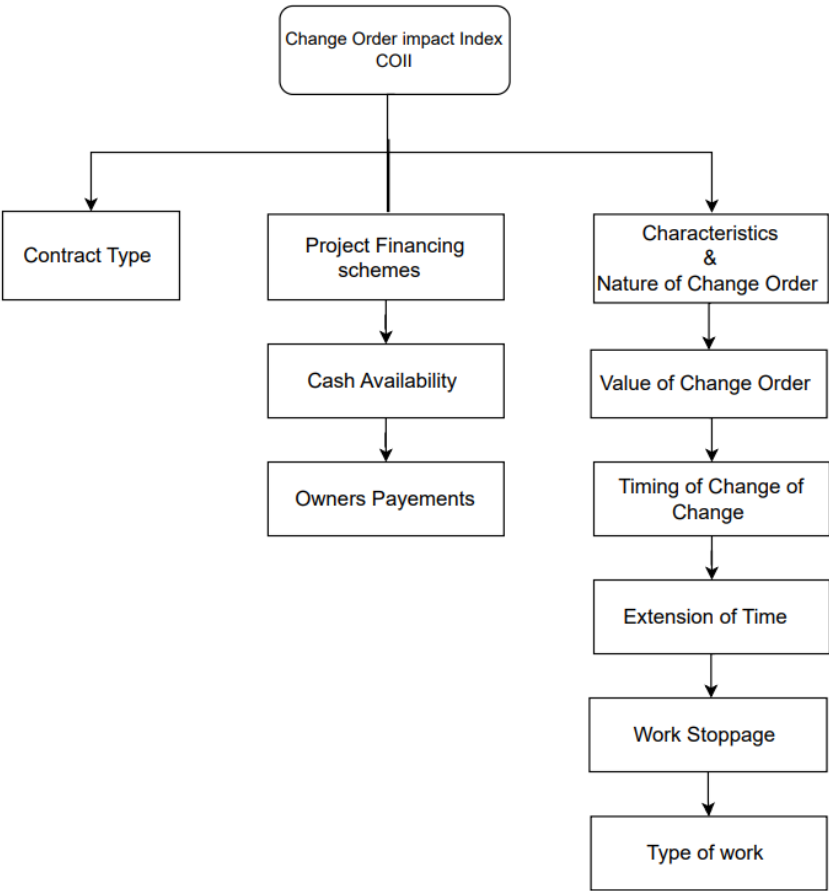 Change Order impact Index
COII
Contract Type
Project Financing
schemes
Characteristics
&
Nature of Change Order
Cash Availability
Value of Change Order
Owners Payements
Timing of Change of
Change
Extension of Time
Work Stoppage
Type of work